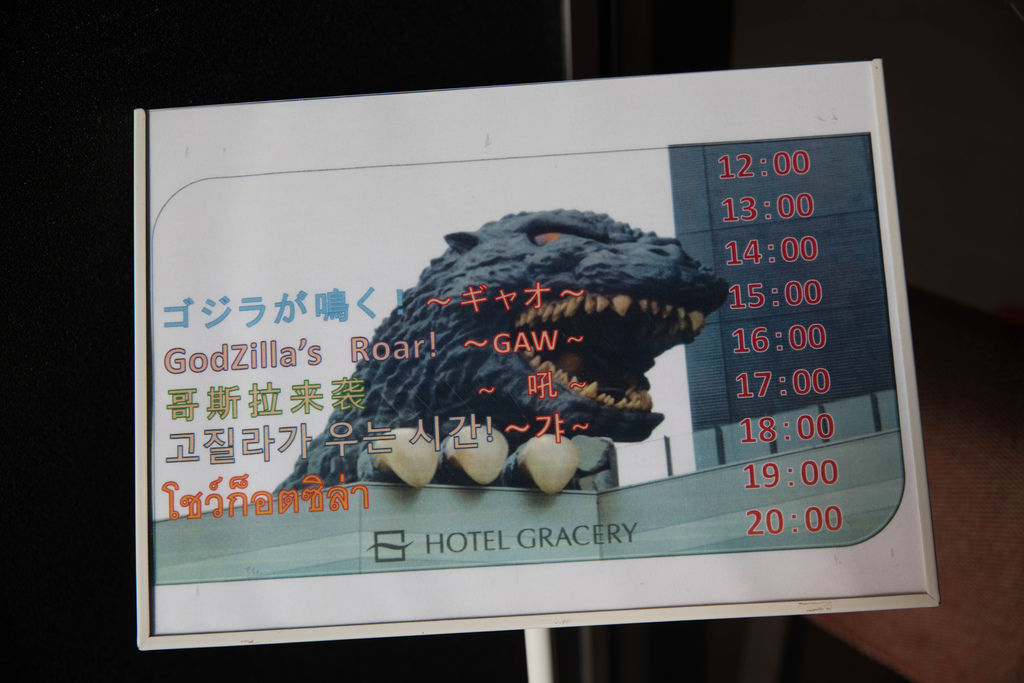 ゴジラが鳴く! ～ギャオ～
GodZilla's Roar! ～GAW～
哥斯拉来袭 ～ 吼 ～
고질라가 우는 시간! ～갸～
โชว์ก็อตซิล่า
HOTEL GRACERY
12:00
13:00
14:00
15:00
16:00
17:00
18:00
19:00
20:00